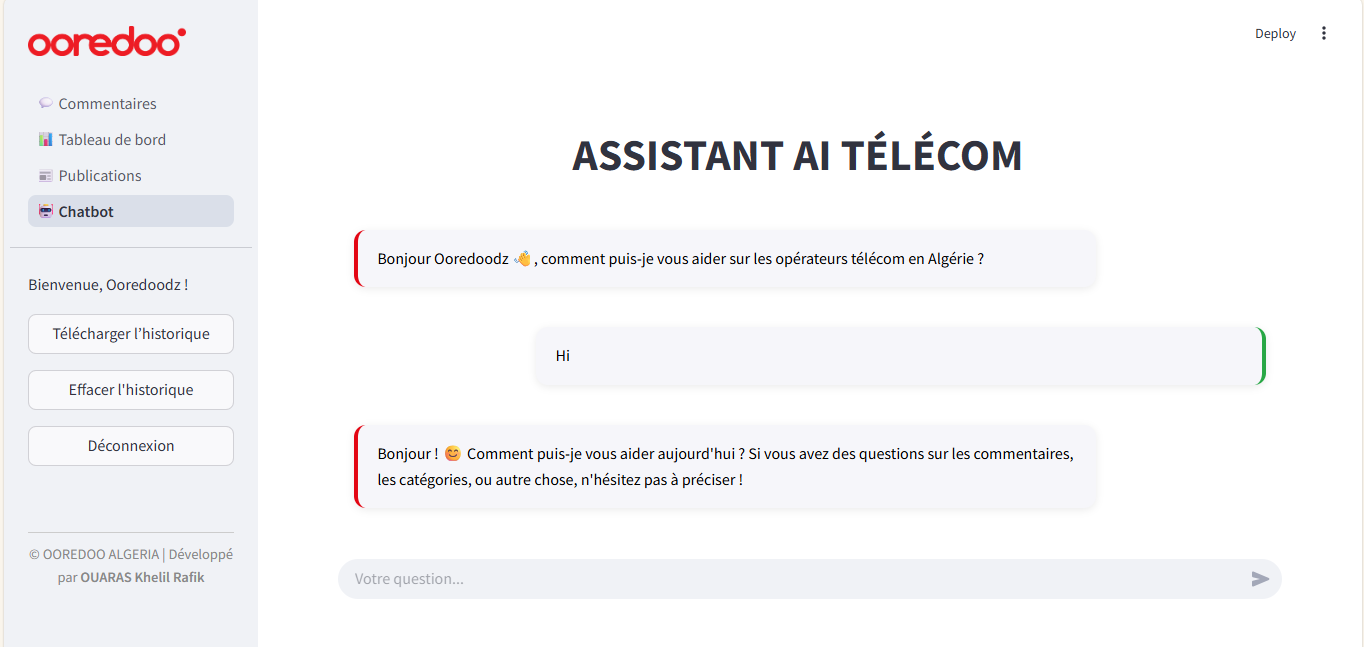 ooredoo
Commentaires
Tableau de bord
Publications
Chatbot
Bienvenue, Ooredoodz !
Télécharger l’historique
Effacer l'historique
Déconnexion
© OOREDOO ALGERIA | Développé
par OUARAS Khelil Rafik
Deploy
ASSISTANT AI TÉLÉCOM
Bonjour Ooredoodz 👋 , comment puis-je vous aider sur les opérateurs télécom en Algérie ?
Hi
Bonjour ! 😊 Comment puis-je vous aider aujourd'hui ? Si vous avez des questions sur les commentaires,
les catégories, ou autre chose, n'hésitez pas à préciser !
Votre question...